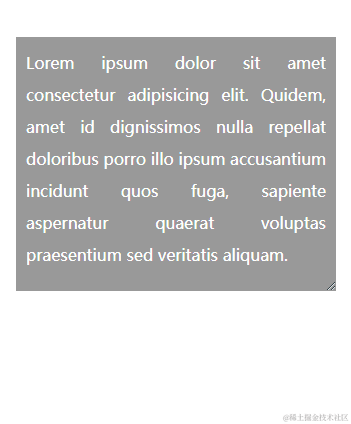 Lorem ipsum dolor sit amet
consectetur adipisicing elit. Quidem,
amet id dignissimos nulla repellat
doloribus porro illo ipsum accusantium
incidunt quos fuga, sapiente
aspernatur quaerat voluptas
praesentium sed veritatis aliquam.
@稀土掘金技术社区